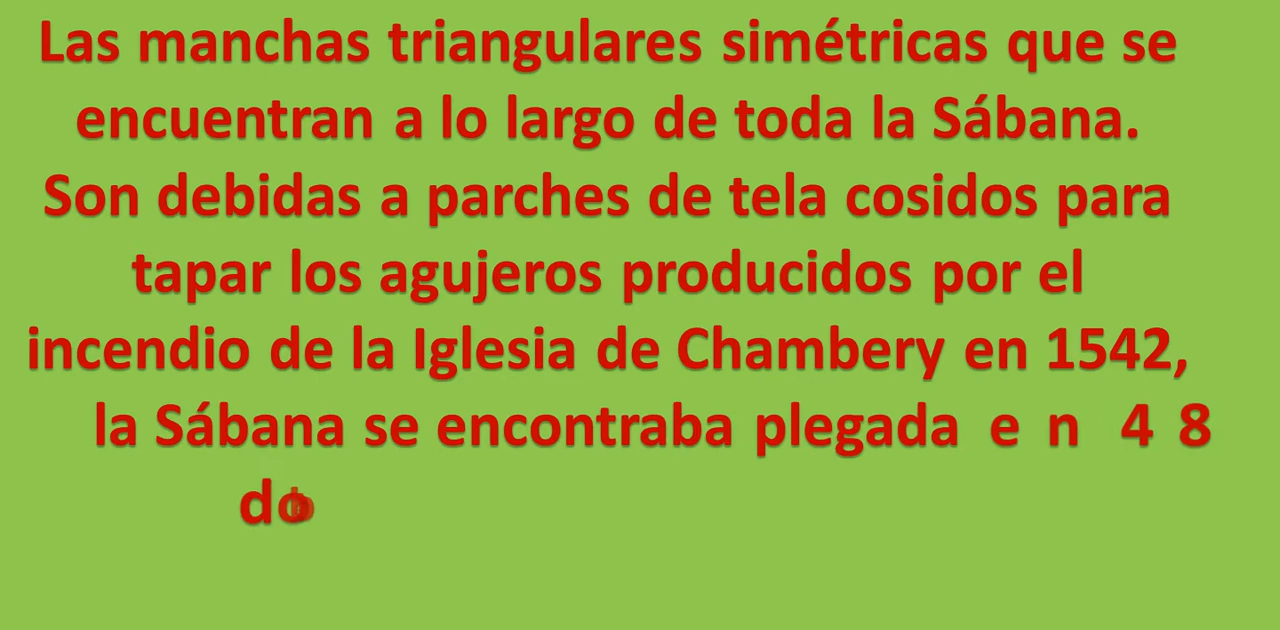 Las manchas triangulares simétricas que se
encuentran a lo largo de toda la Sábana.
Son debidas a parches de tela cosidos para
tapar los agujeros producidos por el
incendio de la Iglesia de Chambery en 1542,
la Sábana se encontraba plegada e n 4 8